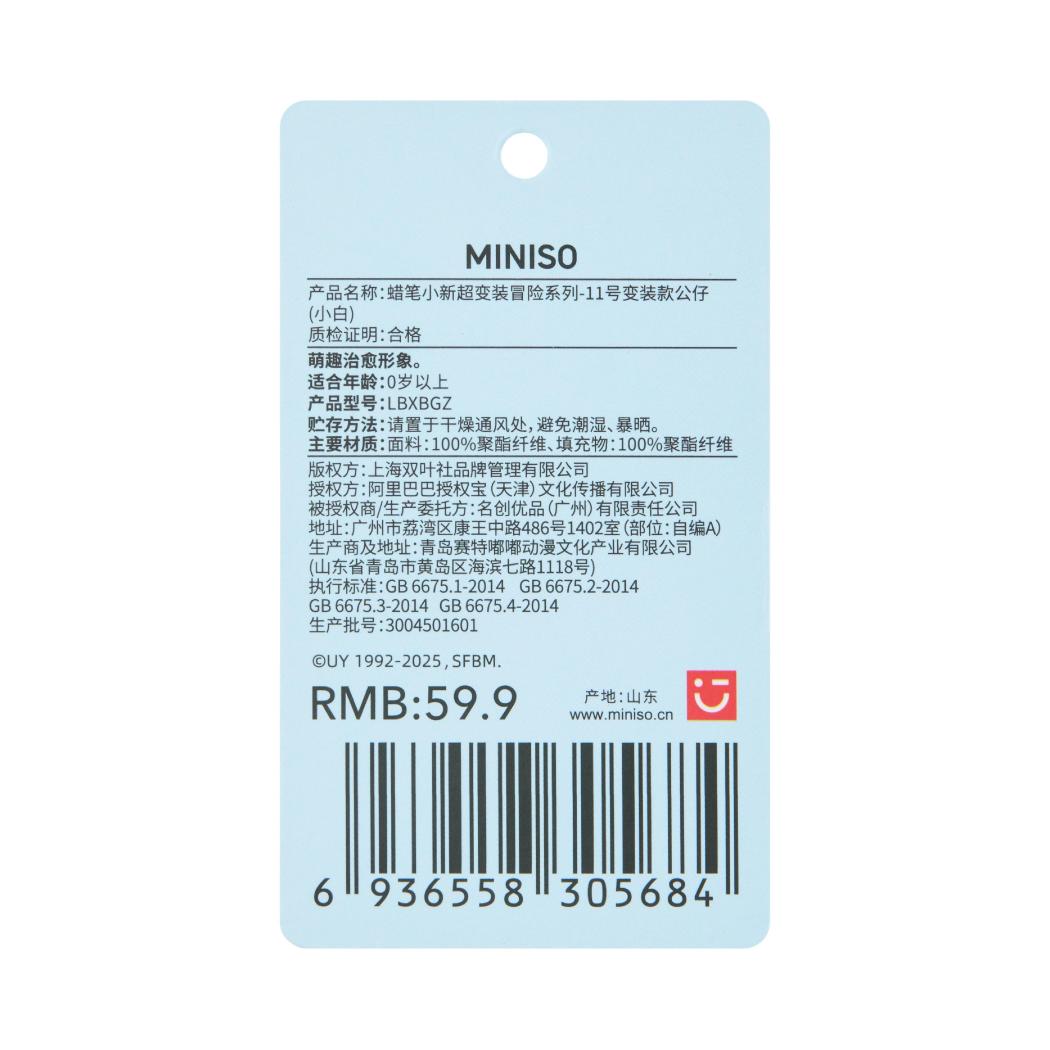 MINISO
产品名称:蜡笔小新超变装冒险系列-11号变装款公仔
(小白)
质检证明:合格
萌趣治愈形象。
适合年龄:0岁以上
产品型号:LBXBGZ
贮存方法:请置于干燥通风处,避免潮湿、暴晒。
主要材质:面料:100%聚酯纤维、填充物:100%聚酯纤维
版权方:上海双叶社品牌管理有限公司
授权方:阿里巴巴授权宝(天津)文化传播有限公司
被授权商/生产委托方:名创优品(广州)有限责任公司
地址:广州市荔湾区康王中路486号1402室(部位:自编A)
生产商及地址:青岛赛特嘟嘟动漫文化产业有限公司
(山东省青岛市黄岛区海滨七路1118号)
执行标准:GB 6675.1-2014 GB 6675.2-2014
GB 6675.3-2014 GB 6675.4-2014
生产批号:3004501601
©UY 1992-2025, SFBM.
RMB:59.9
产地:山东
www.miniso.cn
6 936558 305684